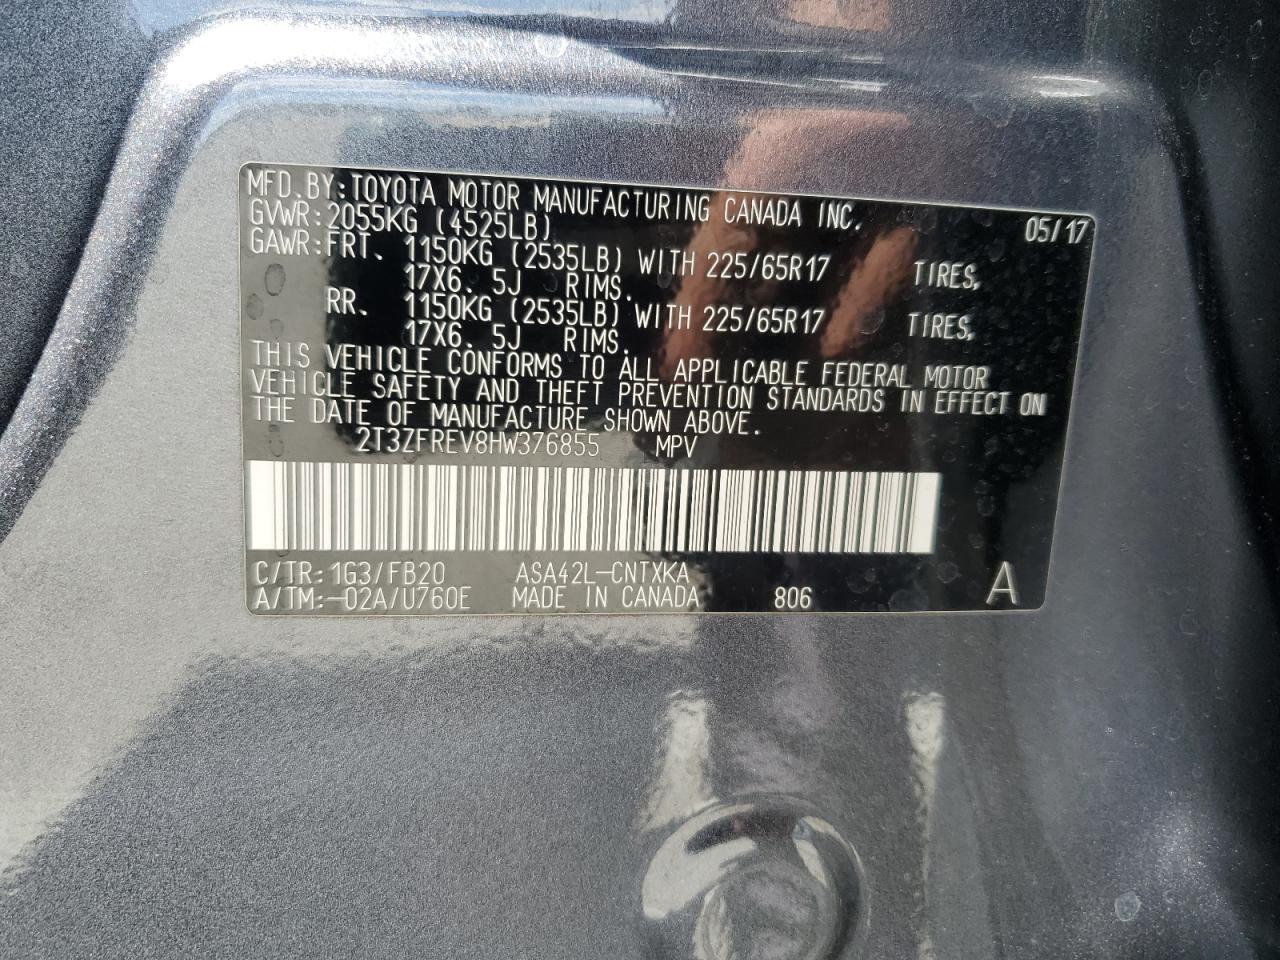 MFD.BY:TOYOTA MOTOR MANUFACTURING CANADA INC. 05/17
GVWR:2055KG (4525LB)
GAWR:FRT. 1150KG (2535LB) WITH 225/65R17 TIRES,
17X6.5J RIMS.
RR. 1150KG (2535LB) WITH 225/65R17 TIRES,
17X6.5J RIMS.
THIS VEHICLE CONFORMS TO ALL APPLICABLE FEDERAL MOTOR
VEHICLE SAFETY AND THEFT PREVENTION STANDARDS IN EFFECT ON
THE DATE OF MANUFACTURE SHOWN ABOVE.
2T3ZFREV8HW376855 MPV
C/TR:1G3/FB20 ASA42L-CNTXKA
A/TM:-02A/U760E MADE IN CANADA 806 A